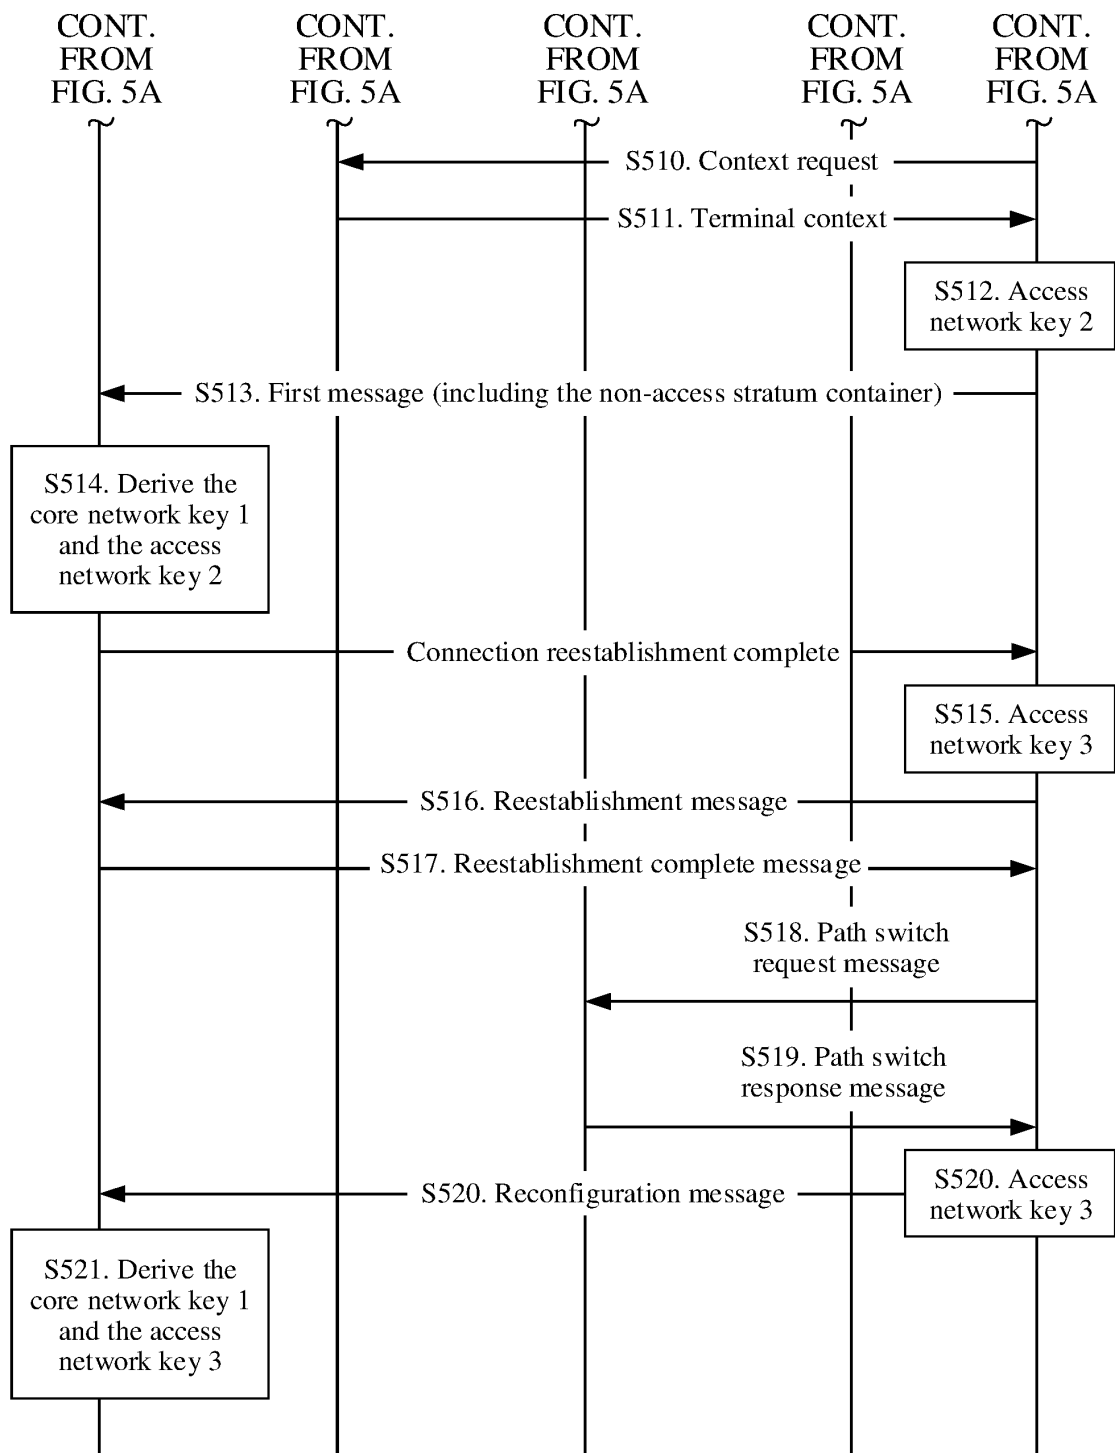 CONT.
FROM
FIG. 5A
CONT.
FROM
FIG. 5A
CONT.
FROM
FIG. 5A
CONT.
FROM
FIG. 5A
CONT.
FROM
FIG. 5A
S510. Context request
S511. Terminal context
S512. Access
network key 2
S513. First message (including the non-access stratum container)
S514. Derive the
core network key 1
and the access
network key 2
Connection reestablishment complete
S515. Access
network key 3
S516. Reestablishment message
S517. Reestablishment complete message
S518. Path switch
request message
S519. Path switch
response message
S520. Access
network key 3
S520. Reconfiguration message
S521. Derive the
core network key 1
and the access
network key 3